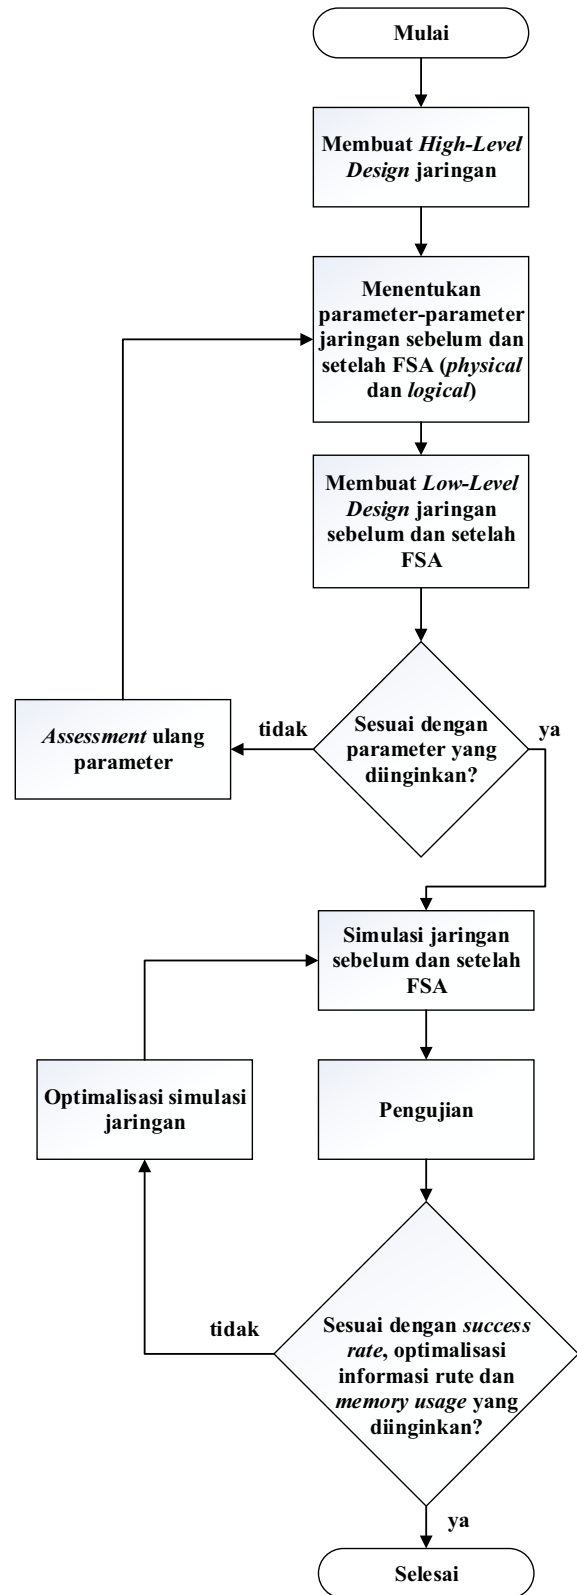 Mulai
Membuat High-Level
Design jaringan
Menentukan
parameter-parameter
jaringan sebelum dan
setelah FSA (physical
dan logical)
Membuat Low-Level
Design jaringan
sebelum dan setelah
FSA
Sesuai dengan
parameter yang
diinginkan?
tidak
ya
Assessment ulang
parameter
Simulasi jaringan
sebelum dan setelah
FSA
Optimalisasi simulasi
jaringan
Pengujian
tidak
Sesuai dengan success
rate, optimalisasi
informasi rute dan
memory usage yang
diinginkan?
ya
Selesai